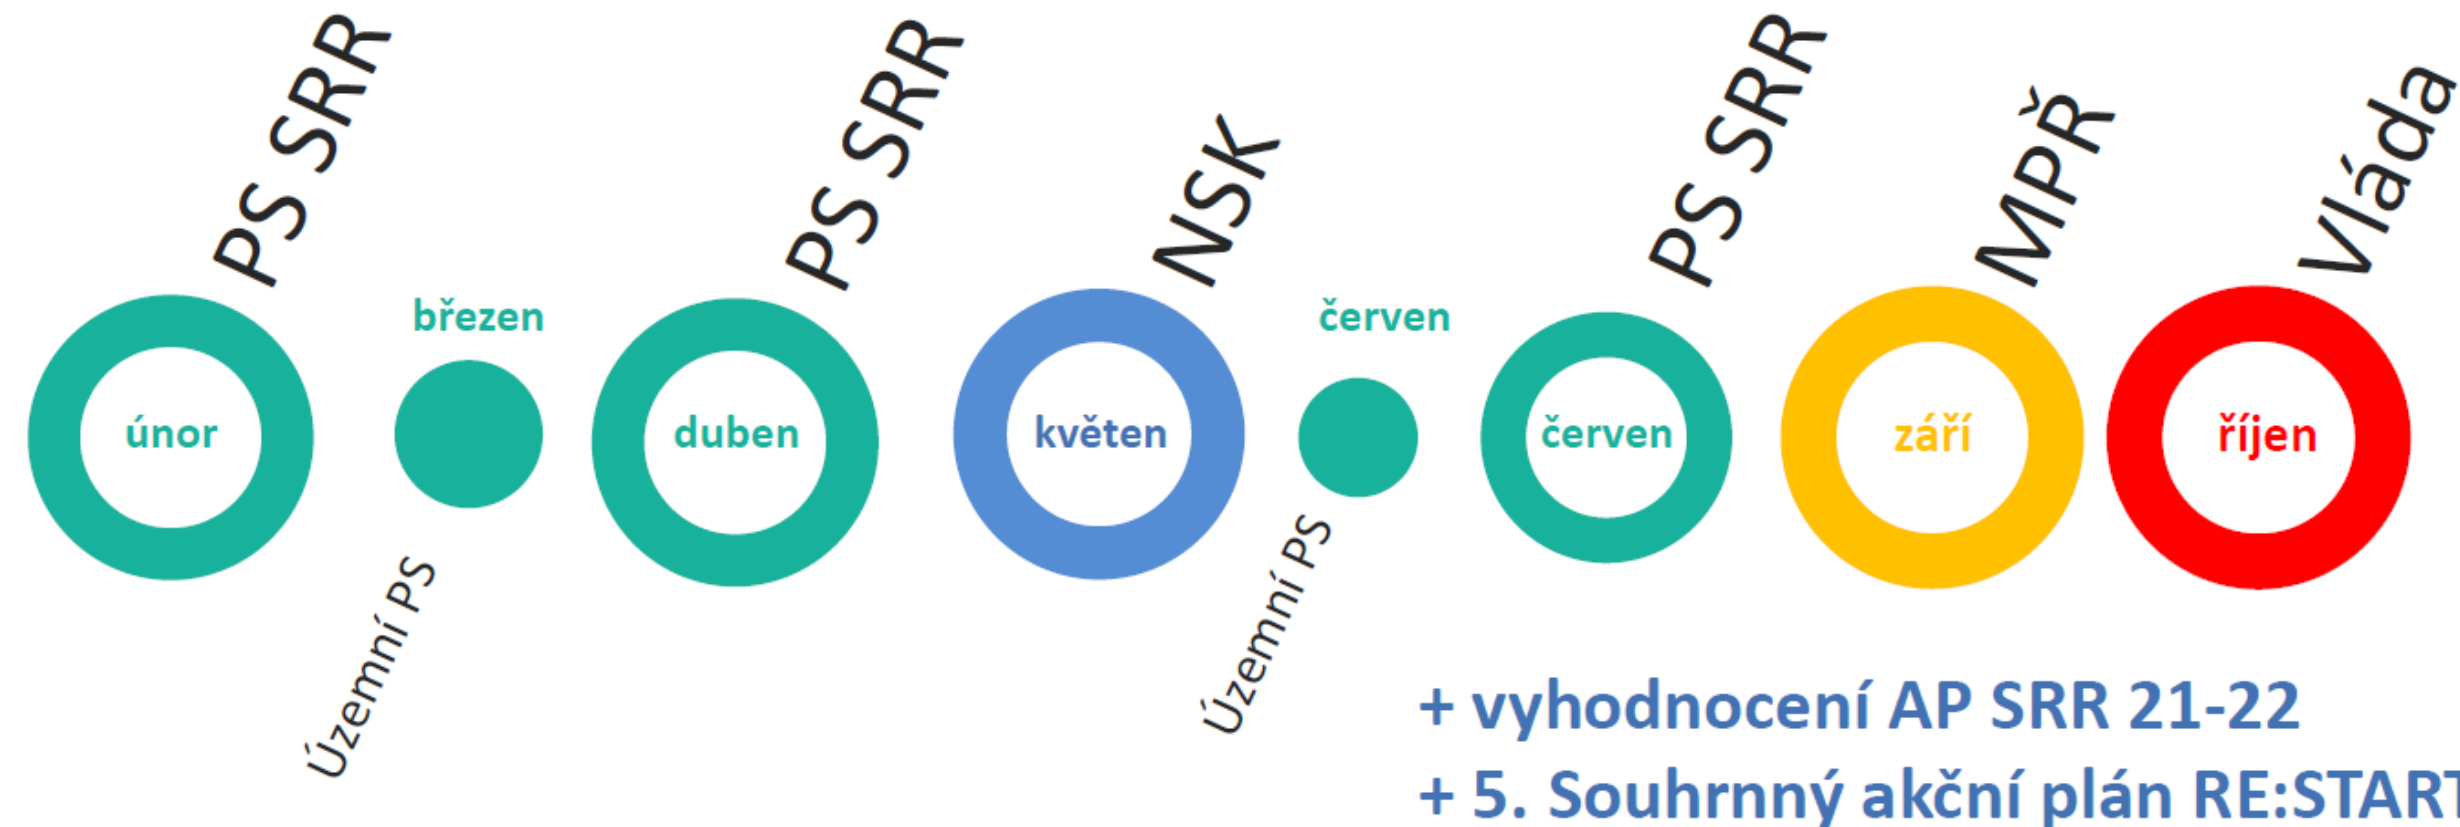 PS SRR
PS SRR
NSK
PS SRR
MPŘ
Vláda
březen
červen
únor
duben
květen
červen
září
říjen
Územní PS
Územní PS
+ vyhodnocení AP SRR 21-22
+ 5. Souhrnný akční plán RE:START